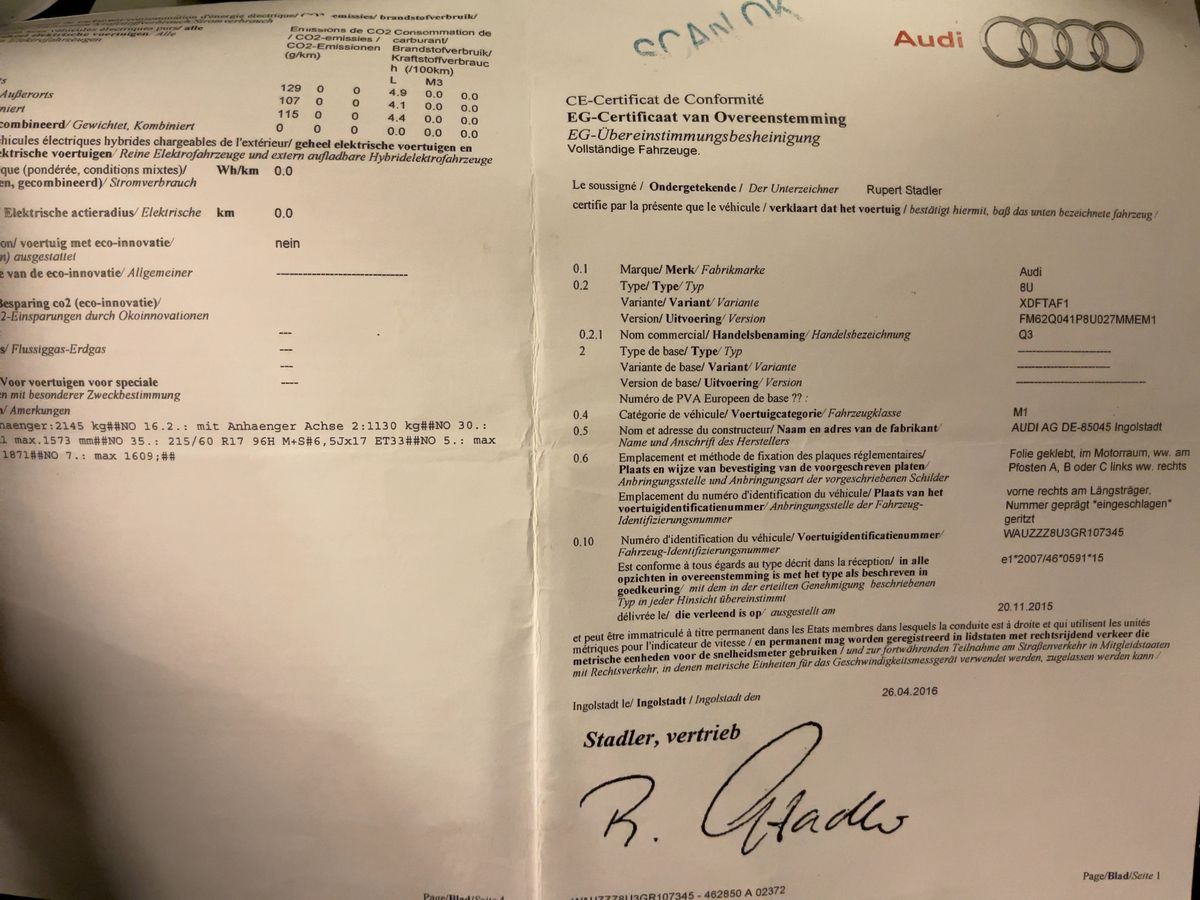 emissies/ brandstofverbruik/
Stromverbrauch
alle
Emissions de CO2 Consommation de
/ CO2-emissies / carburant/
CO2-Emissionen Brandstofverbruik/
(g/km) Kraftstoffverbrauc
h (/100km)
L M3
Außerorts 129 0 0 4.9 0.0 0.0
niert 107 0 0 4.1 0.0 0.0
115 0 0 4.4 0.0 0.0
combineerd/ Gewichtet, Kombiniert 0 0 0 0.0 0.0 0.0
hicules électriques hybrides chargeables de l'extérieur/ geheel elektrische voertuigen en
ektrische voertuigen/ Reine Elektrofahrzeuge und extern aufladbare Hybridelektrofahrzeuge
que (pondérée, conditions mixtes)/ Wh/km 0.0
en, gecombineerd)/ Stromverbrauch
Elektrische actieradius/ Elektrische km 0.0
on/ voertuig met eco-innovatie/ nein
n) ausgestattet
e van de eco-innovatie/ Allgemeiner --------------------------------
Besparing co2 (eco-innovatie)/
2-Einsparungen durch Okoinnovationen
---
s/ Flussiggas-Erdgas ---
---
Voor voertuigen voor speciale ----
en mit besonderer Zweckbestimmung
/ Amerkungen
naenger:2145 kg##NO 16.2.: mit Anhaenger Achse 2:1130 kg##NO 30.:
l max.1573 mm##NO 35.: 215/60 R17 96H M+S#6,5Jx17 ET33##NO 5.: max
1871##NO 7.: max 1609;##
Page/Blad/Seite 4
SCAN OK
Audi
CE-Certificat de Conformité
EG-Certificaat van Overeenstemming
EG-Übereinstimmungsbesheinigung
Vollständige Fahrzeuge.
Le soussigné / Ondergetekende / Der Unterzeichner Rupert Stadler
certifie par la présente que le véhicule / verklaart dat het voertuig / bestätigt hiermit, baß das unten bezeichnete fahrzeug /
0.1 Marque/ Merk/ Fabrikmarke Audi
0.2 Type/ Type/ Typ 8U
Variante/ Variant/ Variante XDFTAF1
Version/ Uitvoering/ Version FM62Q041P8U027MMEM1
0.2.1 Nom commercial/ Handelsbenaming/ Handelsbezeichnung Q3
2 Type de base/ Type/ Typ ----------------------
Variante de base/ Variant/ Variante ----------------------
Version de base/ Uitvoering/ Version -------------------------------
Numéro de PVA Europeen de base ?? :
0.4 Catégorie de véhicule/ Voertuigcategorie/ Fahrzeugklasse M1
0.5 Nom et adresse du constructeur/ Naam en adres van de fabrikant/ AUDI AG DE-85045 Ingolstadt
Name und Anschrift des Herstellers
0.6 Emplacement et méthode de fixation des plaques réglementaires/ Folie geklebt, im Motorraum, ww. am
Plaats en wijze van bevestiging van de voorgeschreven platen/ Pfosten A, B oder C links ww. rechts
Anbringungsstelle und Anbringungsart der vorgeschriebenen Schilder
Emplacement du numéro d'identification du véhicule/ Plaats van het vorne rechts am Längsträger,
voertuigidentificatienummer/ Anbringungsstelle der Fahrzeug- Nummer geprägt "eingeschlagen"
Identifizierungsnummer geritzt
0.10 Numéro d'identification du véhicule/ Voertuigidentificatienummer/ WAUZZZ8U3GR107345
Fahrzeug-Identifizierungsnummer
Est conforme à tous égards au type décrit dans la réception/ in alle e1*2007/46*0591*15
opzichten in overeenstemming is met het type als beschreven in
goedkeuring/ mit dem in der erteilten Genehmigung beschriebenen
Typ in jeder Hinsicht übereinstimmt
délivrée le/ die verleend is op/ ausgestellt am 20.11.2015
et peut être immatriculé à titre permanent dans les Etats membres dans lesquels la conduite est à droite et qui utilisent les unités
métriques pour l'indicateur de vitesse / en permanent mag worden geregistreerd in lidstaten met rechtsrijdend verkeer die
metrische eenheden voor de snelheidsmeter gebruiken / und zur fortwährenden Teilnahme am Straßenverkehr in Mitgleidstaaten
mit Rechtsverkehr, in denen metrische Einheiten für das Geschwindigkeitsmessgerät verwendet werden, zugelassen werden kann /
Ingolstadt le/ Ingolstadt / Ingolstadt den 26.04.2016
Stadler, vertrieb
R. Stadler
Page/Blad/Seite 1
WAUZZZ8U3GR107345 - 462850 A 02372